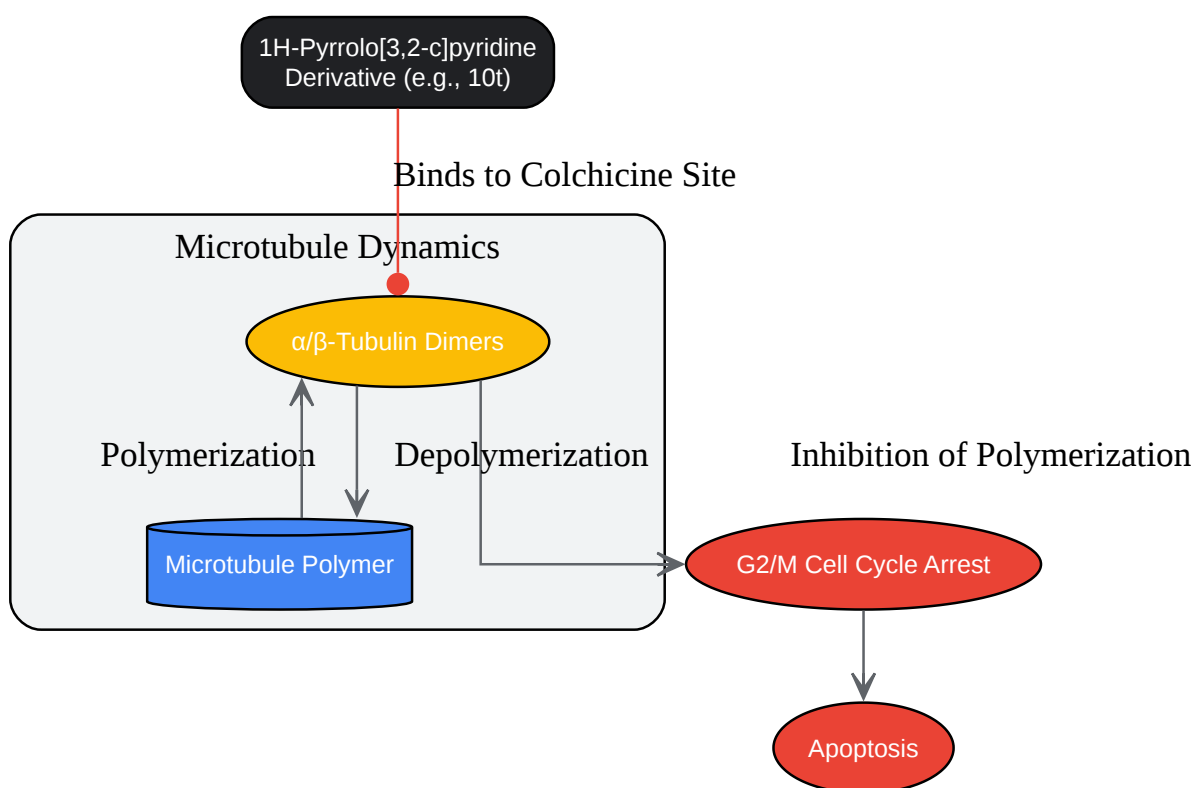 1H-Pyrrolo[3,2-c]pyridine
Derivative (e.g., 10t)
Binds to Colchicine Site
Microtubule Dynamics
α/β-Tubulin Dimers
Polymerization
Depolymerization
Inhibition of Polymerization
Microtubule Polymer
G2/M Cell Cycle Arrest
Apoptosis